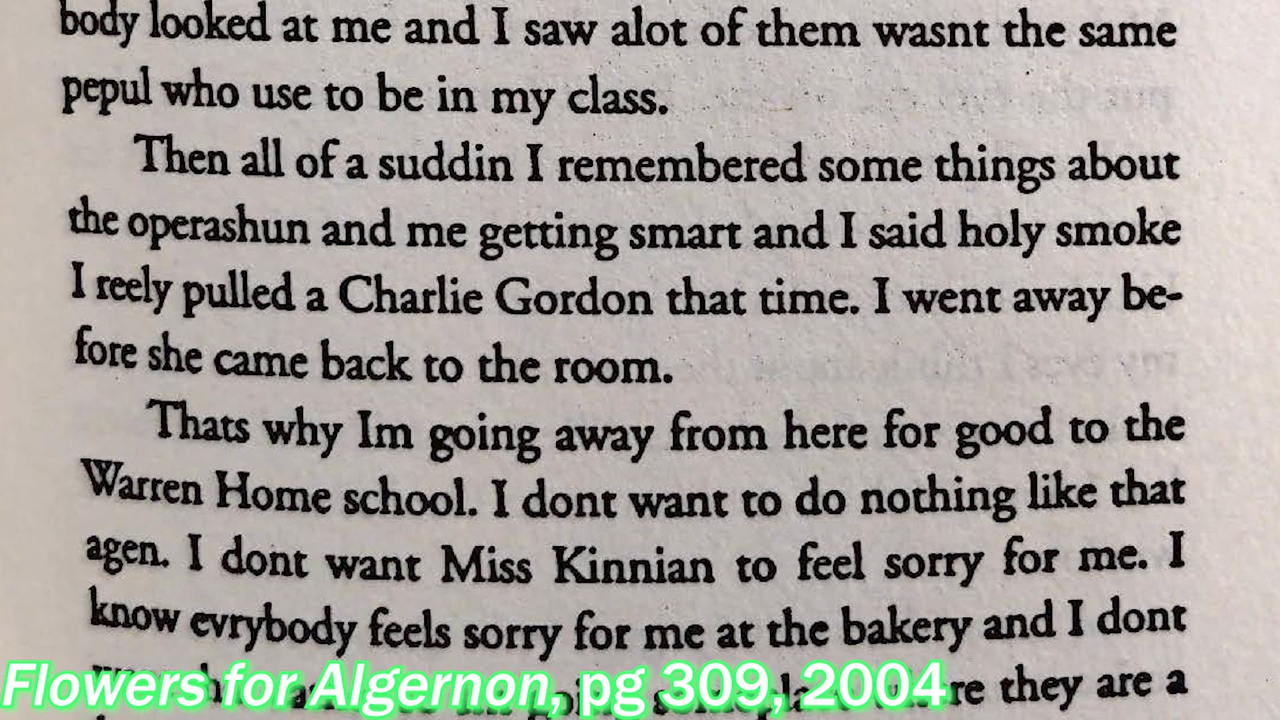 body looked at me and I saw alot of them wasnt the same
pepul who use to be in my class.
Then all of a suddin I remembered some things about
the operashun and me getting smart and I said holy smoke
I reely pulled a Charlie Gordon that time. I went away be-
fore she came back to the room.
Thats why Im going away from here for good to the
Warren Home school. I dont want to do nothing like that
agen. I dont want Miss Kinnian to feel sorry for me. I
know evrybody feels sorry for me at the bakery and I dont
they are a
Flowers for Algernon, pg 309, 2004